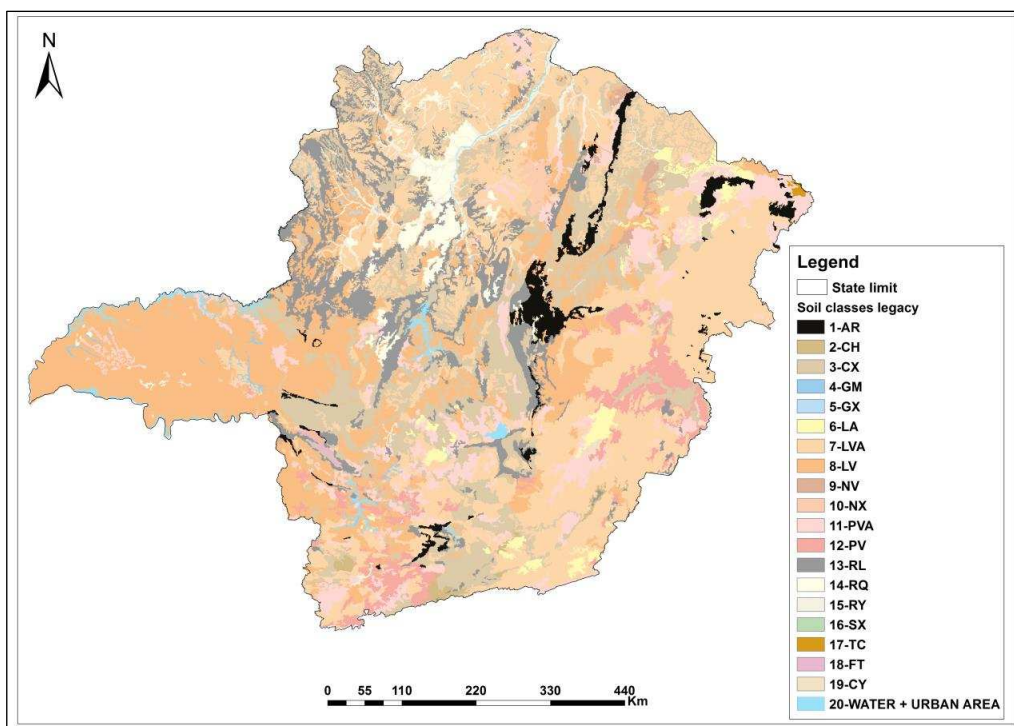 N
Legend
State limit
Soil classes legacy
1-AR
2-CH
3-CX
4-GM
5-GX
6-LA
7-LVA
8-LV
9-NV
10-NX
11-PVA
12-PV
13-RL
14-RQ
15-RY
16-SX
17-TC
18-FT
19-CY
20-WATER + URBAN AREA
0 55 110 220 330 440
Km